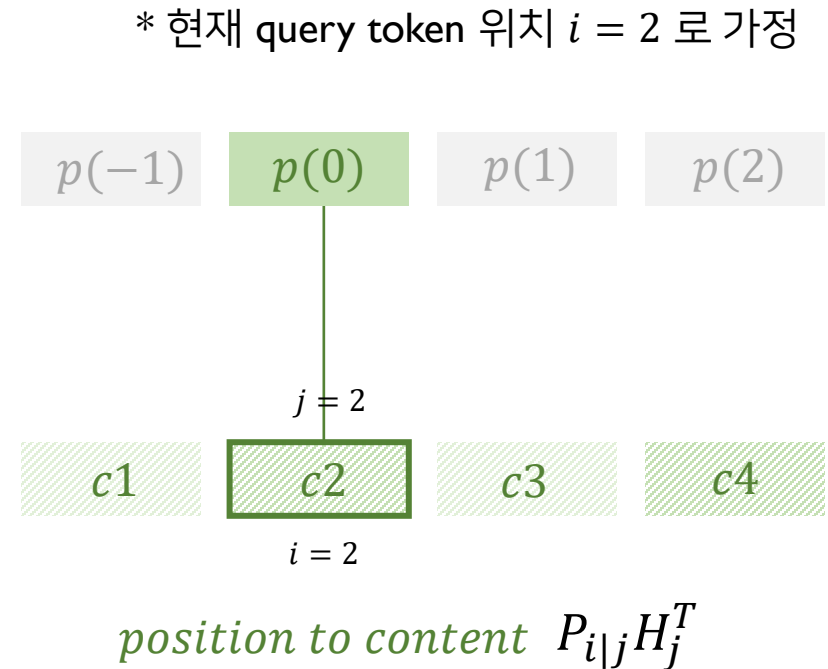 * 현재 query token 위치 𝑖 = 2 로 가정
𝑝(−1) 𝑝(0) 𝑝(1) 𝑝(2)
𝑗 = 2
𝑐1 𝑐2 𝑐3 𝑐4
𝑖 = 2
position to content 𝑃_{𝑖|𝑗}𝐻_𝑗^𝑇